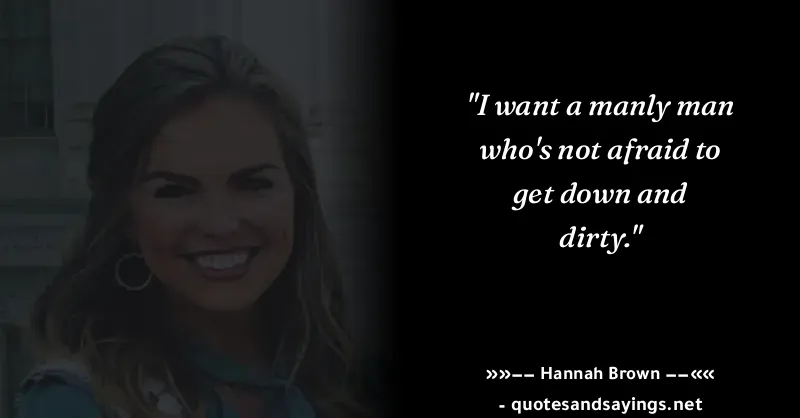 "I want a manly man
who's not afraid to
get down and
dirty."
»»–– Hannah Brown ––««
- quotesandsayings.net